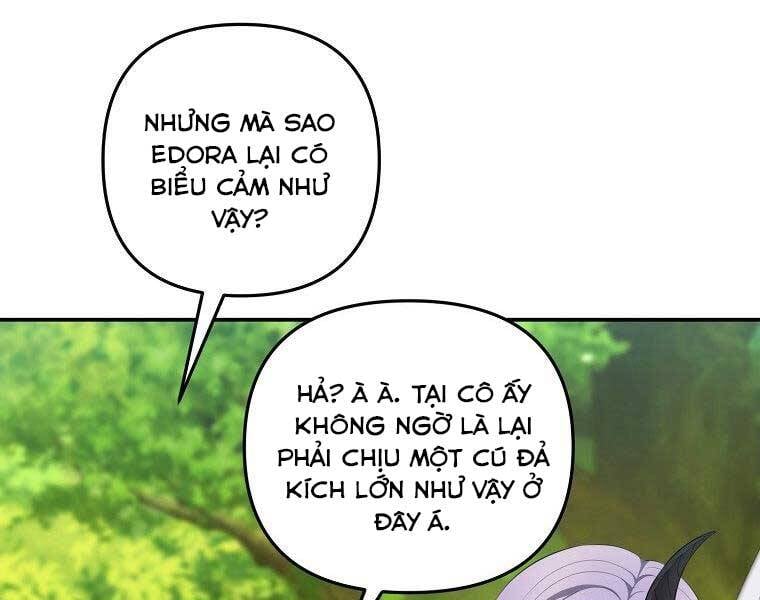 NHƯNG MÀ SAO
EDORA LẠI CÓ
BIỂU CẢM NHƯ
VẬY?
HẢ? À À. TẠI CÔ ẤY
KHÔNG NGỜ LÀ LẠI
PHẢI CHỊU MỘT CÚ ĐẢ
KÍCH LỚN NHƯ VẬY Ở
ĐÂY Á.